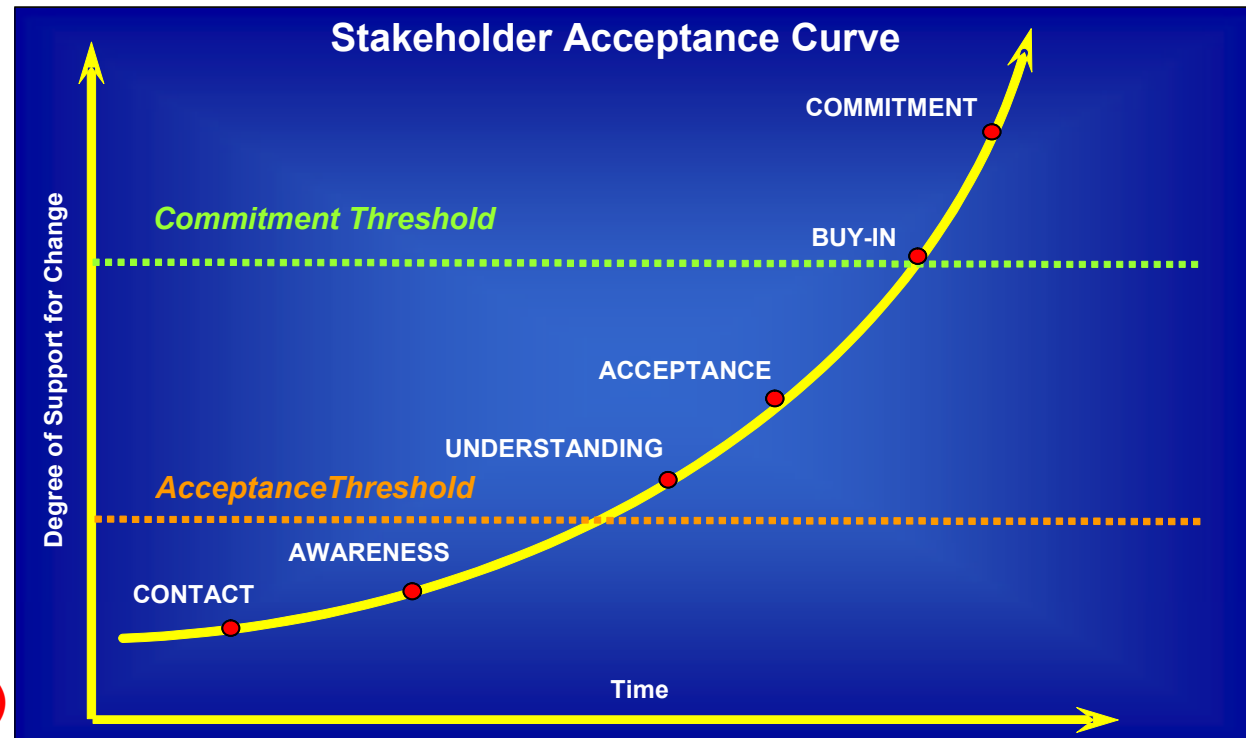 Stakeholder Acceptance Curve
COMMITMENT
Commitment Threshold
BUY-IN
Degree of Support for Change
ACCEPTANCE
UNDERSTANDING
AcceptanceThreshold
AWARENESS
CONTACT
Time